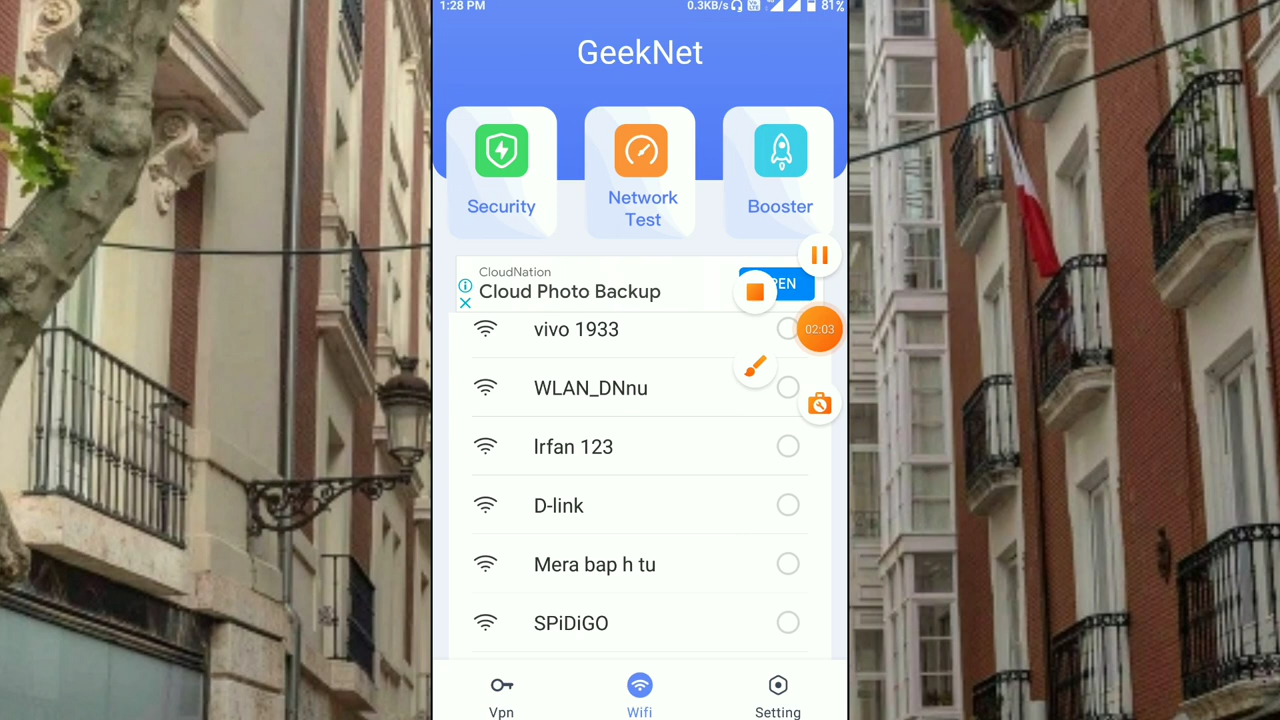 1:28 PM
0.3KB/s
81%
GeekNet
Security
Network
Test
Booster
CloudNation
Cloud Photo Backup
vivo 1933
02:03
WLAN_DNnu
Irfan 123
D-link
Mera bap h tu
SPiDiGO
Vpn
Wifi
Setting